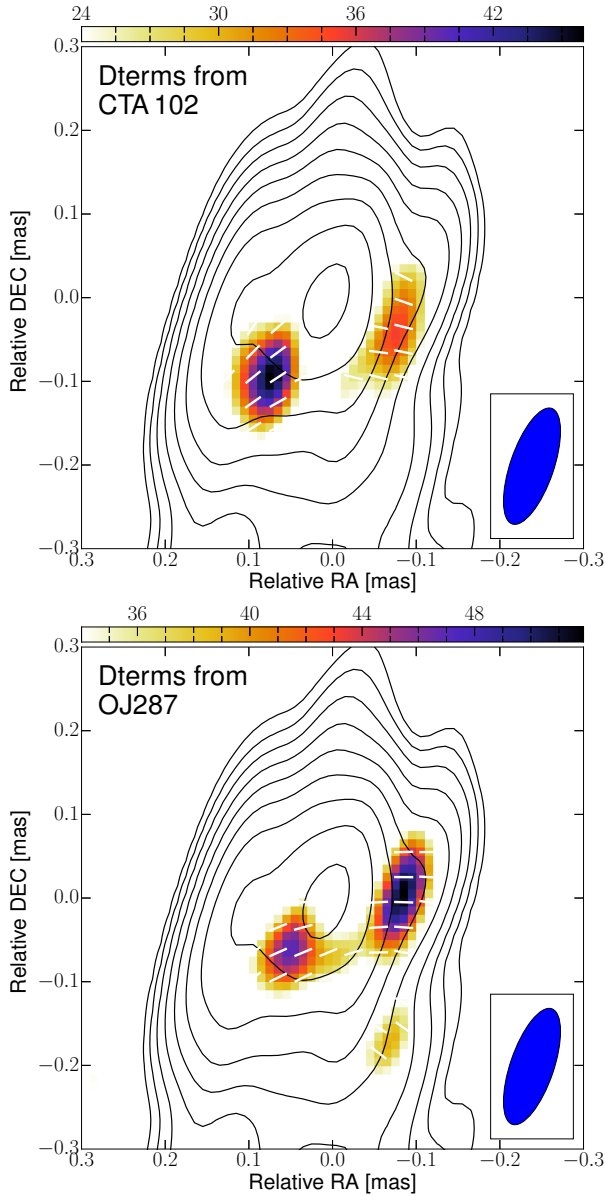 24 30 36 42
0.3
Dterms from
CTA 102
0.2
0.1
0.0
−0.1
−0.2
−0.3
Relative DEC [mas]
0.3 0.2 0.1 0.0 −0.1 −0.2 −0.3
Relative RA [mas]
36 40 44 48
0.3
Dterms from
OJ287
0.2
0.1
0.0
−0.1
−0.2
−0.3
Relative DEC [mas]
0.3 0.2 0.1 0.0 −0.1 −0.2 −0.3
Relative RA [mas]